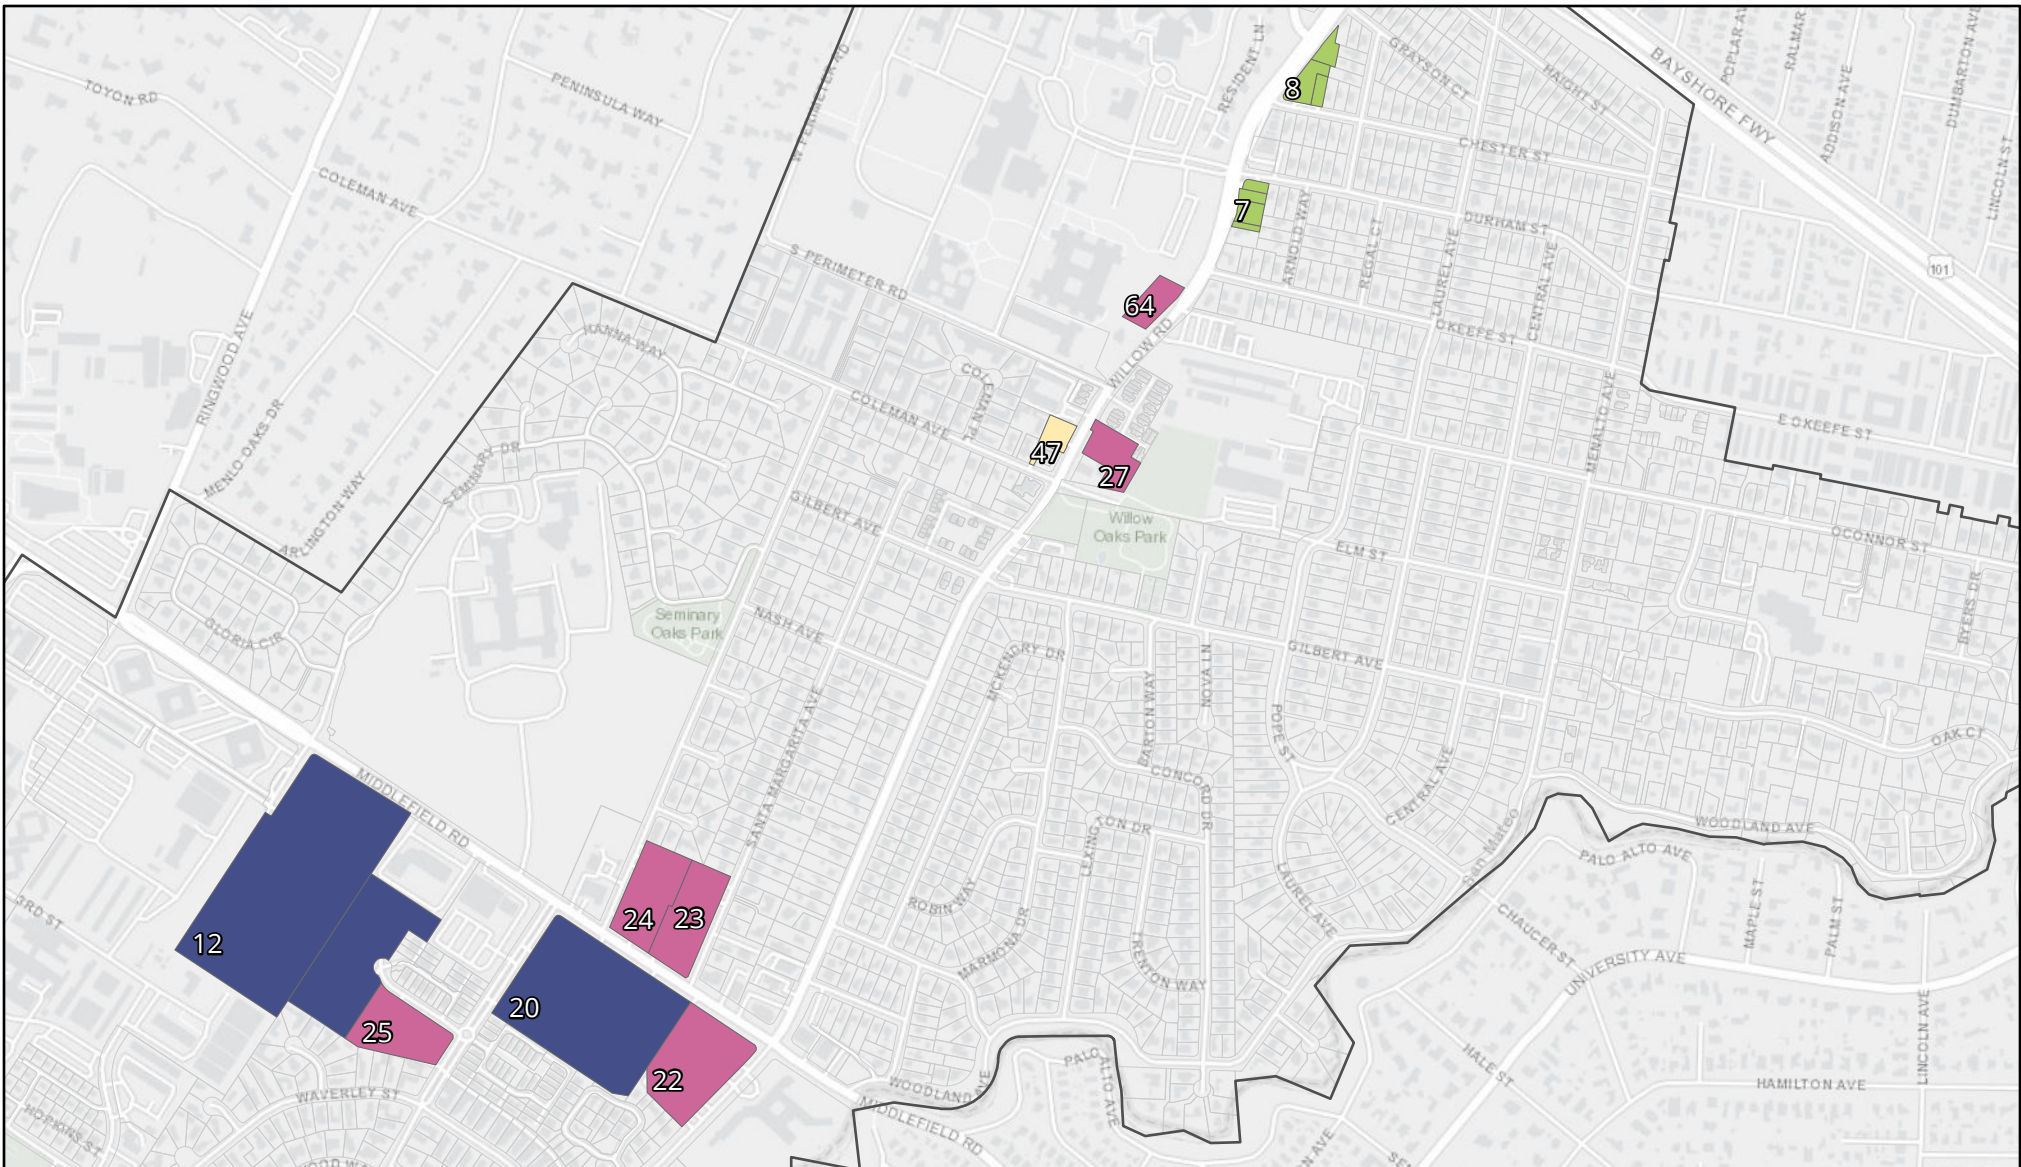 TOYON RD
PENINSULA WAY
W PERIMETER RD
RESIDENT LN
GRAYSON CT
HAIGHT ST
BAYSHORE FWY
RALMAR
ADDISON AVE
DUMBARTON AVE
LINCOLN ST
8
COLEMAN AVE
CHESTER ST
7
ARNOLD WAY
REGAL CT
LAUREL AVE
DURHAM ST
CENTRAL AVE
101
S PERIMETER RD
64
WILLOW RD
OKEEFE ST
RINGWOOD AVE
HANNA WAY
COLEMAN PL
COLEMAN AVE
MENALTO AVE
E OKEEFE ST
MENLO OAKS DR
SEMINARY DR
47
27
ARLINGTON WAY
GILBERT AVE
Willow
Oaks Park
ELM ST
OCONNOR ST
GLORIA CIR
Seminary
Oaks Park
NASH AVE
MCKENDRY DR
BARTON WAY
NOVA LN
GILBERT AVE
BYERS DR
POPE ST
OAK CT
SANTA MARGARITA AVE
CONCORD DR
CENTRAL AVE
MIDDLEFIELD RD
LEXINGTON DR
San Mateo
WOODLAND AVE
PALO ALTO AVE
3RD ST
12
24
23
ROBIN WAY
MARMONA DR
TRENTON WAY
LAUREL AVE
CHAUCER ST
UNIVERSITY AVE
MAPLE ST
PALM ST
20
25
22
LINCOLN AVE
WAVERLEY ST
HOPKINS ST
WOODLAND AVE
MIDDLEFIELD RD
PALO ALTO AVE
HALE ST
HAMILTON AVE